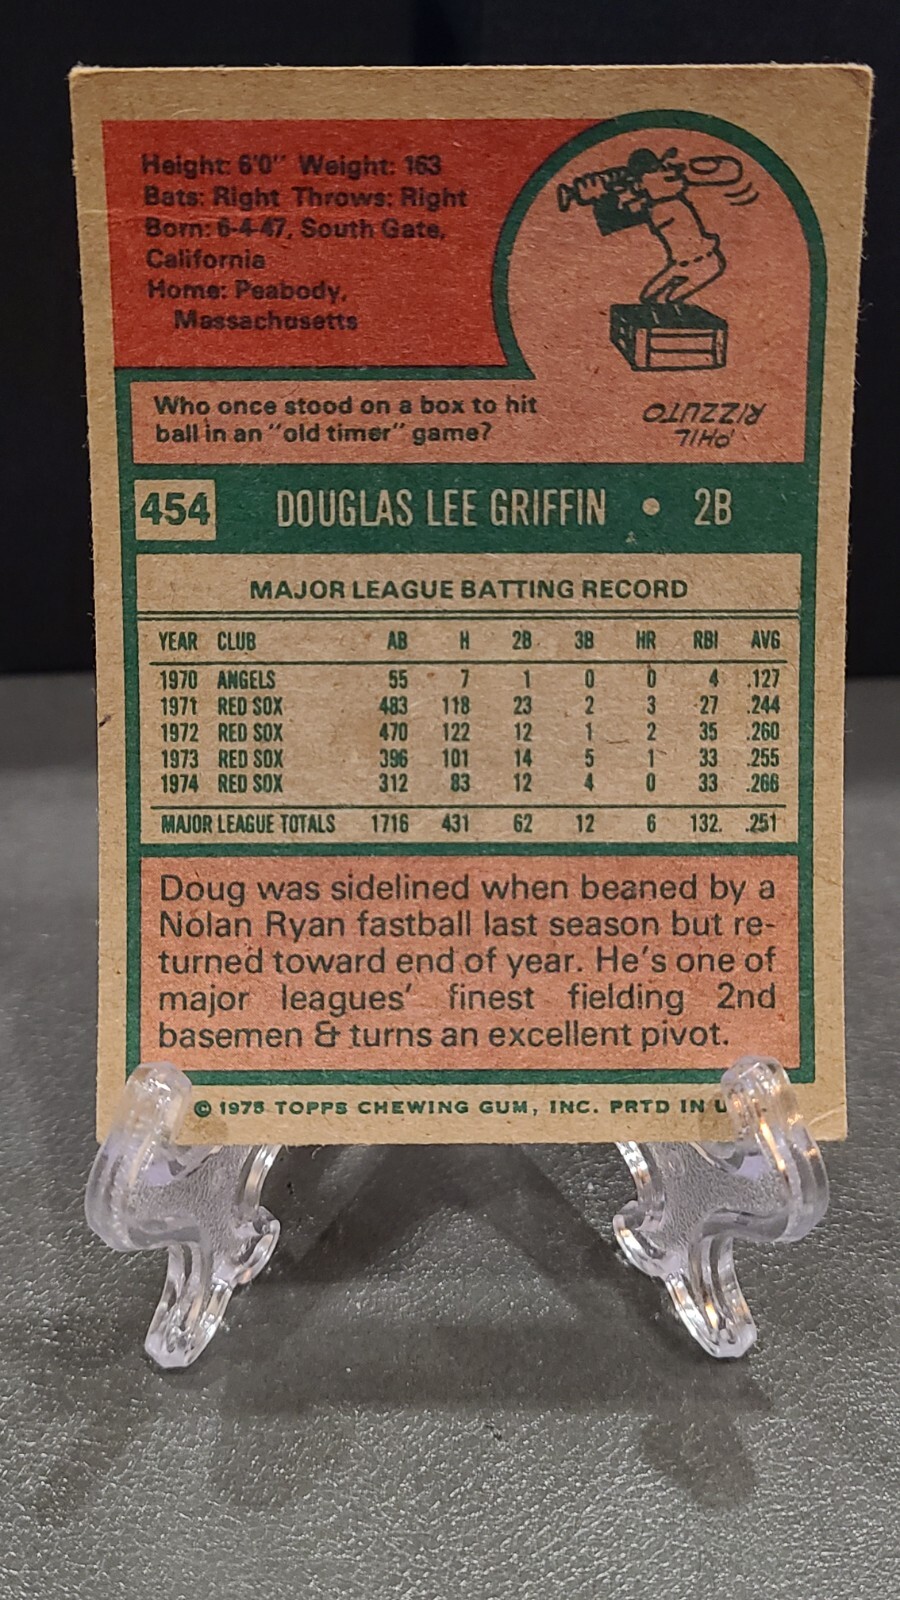 Height: 6'0" Weight: 163
Bats: Right Throws: Right
Born: 6-4-47, South Gate,
California
Home: Peabody,
Massachusetts
Who once stood on a box to hit
ball in an "old timer" game?
PHIL
RIZZUTO
454 DOUGLAS LEE GRIFFIN • 2B
MAJOR LEAGUE BATTING RECORD
YEAR CLUB AB H 2B 3B HR RBI AVG
1970 ANGELS 55 7 1 0 0 4 .127
1971 RED SOX 483 118 23 2 3 27 .244
1972 RED SOX 470 122 12 1 2 35 .260
1973 RED SOX 396 101 14 5 1 33 .255
1974 RED SOX 312 83 12 4 0 33 .266
MAJOR LEAGUE TOTALS 1716 431 62 12 6 132. .251
Doug was sidelined when beaned by a
Nolan Ryan fastball last season but re-
turned toward end of year. He's one of
major leagues' finest fielding 2nd
basemen & turns an excellent pivot.
© 1975 TOPPS CHEWING GUM, INC. PRTD IN U